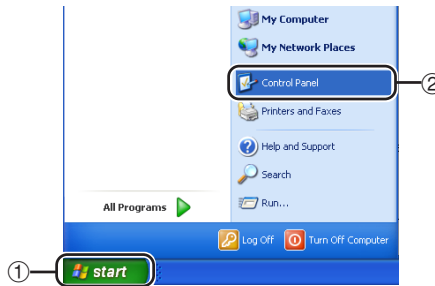 My Computer
My Network Places
Control Panel
②
Printers and Faxes
Help and Support
Search
All Programs
Run...
Log Off
Turn Off Computer
①
start